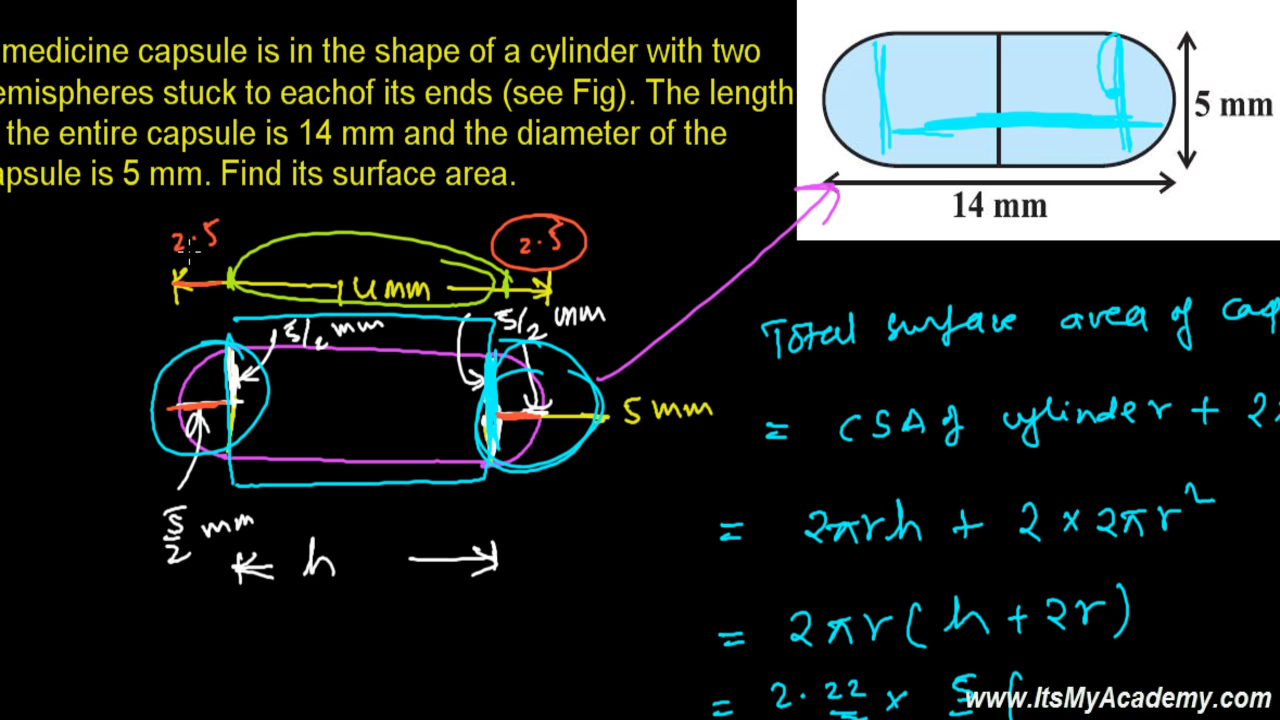 medicine capsule is in the shape of a cylinder with two
emispheres stuck to eachof its ends (see Fig). The length
the entire capsule is 14 mm and the diameter of the
apsule is 5 mm. Find its surface area.
5 mm
14 mm
2.5
2.5
14 mm
5/2 mm
5/2 mm
5 mm
5/2 mm
h
Total surface area of cap
= CSA of cylinder + 2
= 2πrh + 2 × 2πr²
= 2πr(h + 2r)
= 2 . 22 × 5 (
www.ItsMyAcademy.com